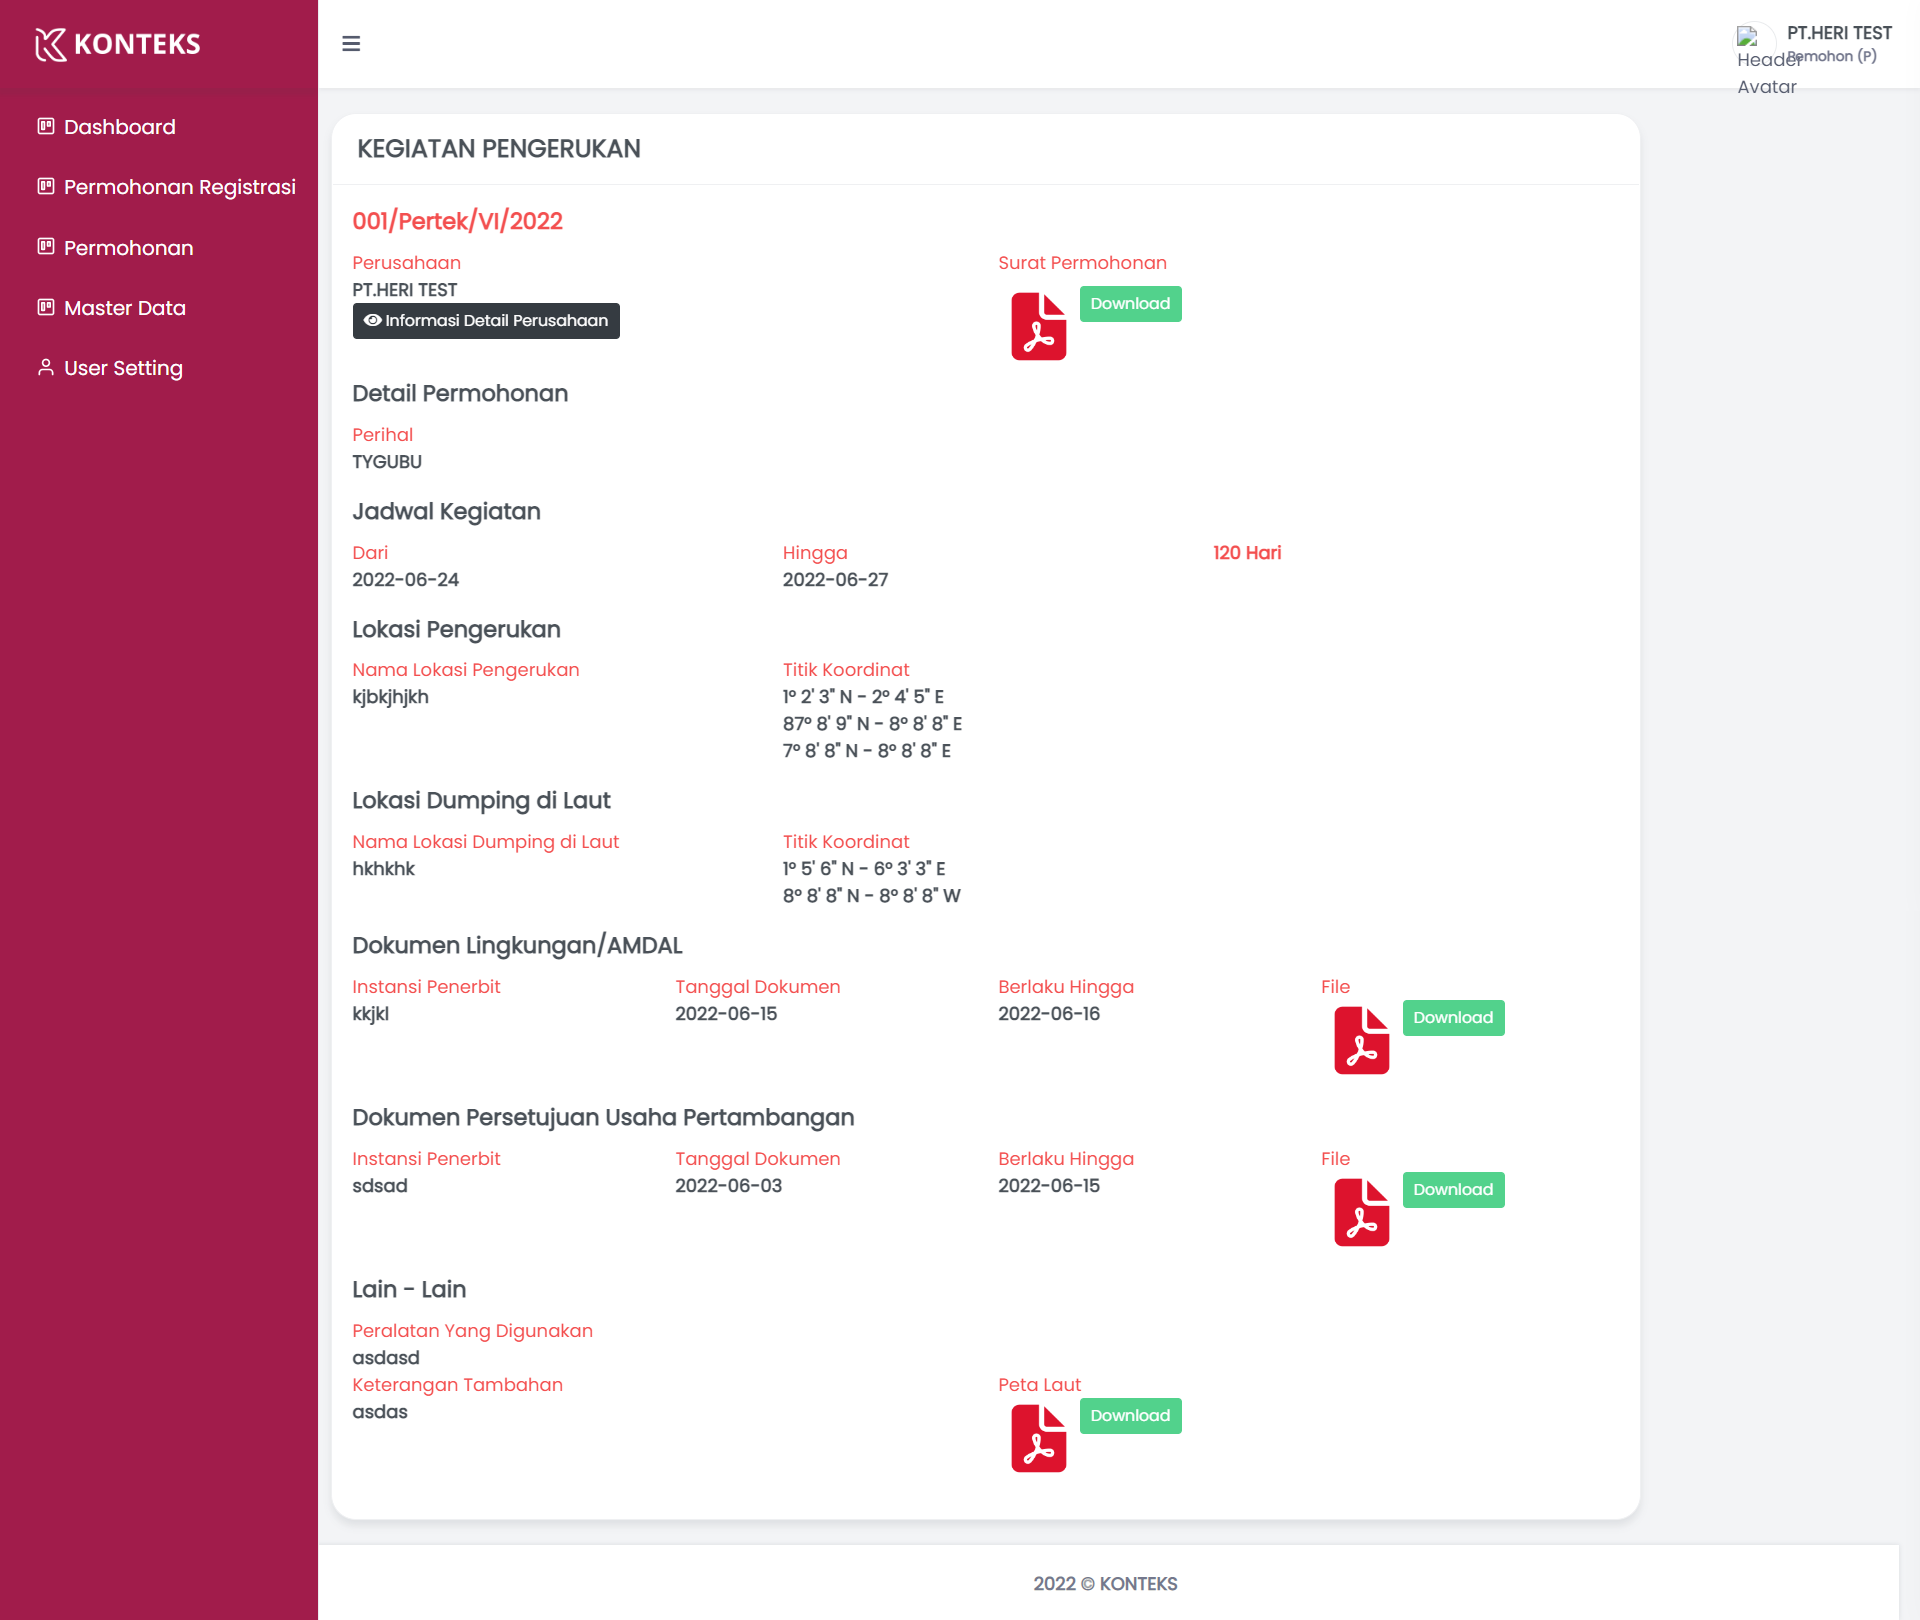 KONTEKS
Dashboard
Permohonan Registrasi
Permohonan
Master Data
User Setting
Header Avatar
PT.HERI TEST
Pemohon (P)
KEGIATAN PENGERUKAN
001/Pertek/VI/2022
Perusahaan
PT.HERI TEST
Informasi Detail Perusahaan
Surat Permohonan
Download
Detail Permohonan
Perihal
TYGUBU
Jadwal Kegiatan
Dari
2022-06-24
Hingga
2022-06-27
120 Hari
Lokasi Pengerukan
Nama Lokasi Pengerukan
kjbkjhjkh
Titik Koordinat
1° 2' 3" N - 2° 4' 5" E
87° 8' 9" N - 8° 8' 8" E
7° 8' 8" N - 8° 8' 8" E
Lokasi Dumping di Laut
Nama Lokasi Dumping di Laut
hkhkhk
Titik Koordinat
1° 5' 6" N - 6° 3' 3" E
8° 8' 8" N - 8° 8' 8" W
Dokumen Lingkungan/AMDAL
Instansi Penerbit
kkjkl
Tanggal Dokumen
2022-06-15
Berlaku Hingga
2022-06-16
File
Download
Dokumen Persetujuan Usaha Pertambangan
Instansi Penerbit
sdsad
Tanggal Dokumen
2022-06-03
Berlaku Hingga
2022-06-15
File
Download
Lain - Lain
Peralatan Yang Digunakan
asdasd
Keterangan Tambahan
asdas
Peta Laut
Download
2022 © KONTEKS